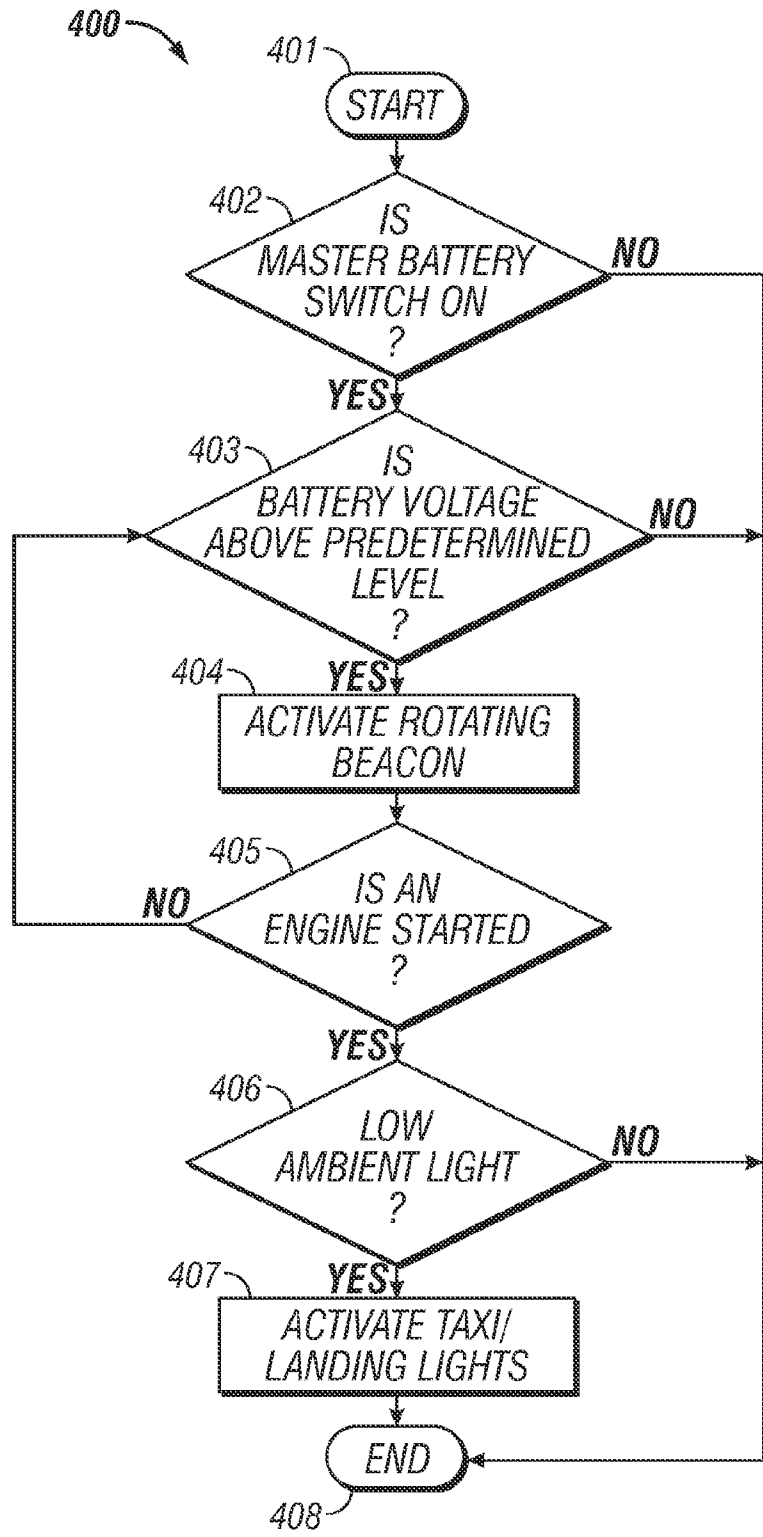 400
401
START
402
IS
MASTER BATTERY
SWITCH ON
?
NO
YES
403
IS
BATTERY VOLTAGE
ABOVE PREDETERMINED
LEVEL
?
NO
YES
404
ACTIVATE ROTATING
BEACON
405
IS AN
ENGINE STARTED
?
NO
YES
406
LOW
AMBIENT LIGHT
?
NO
YES
407
ACTIVATE TAXI/
LANDING LIGHTS
END
408